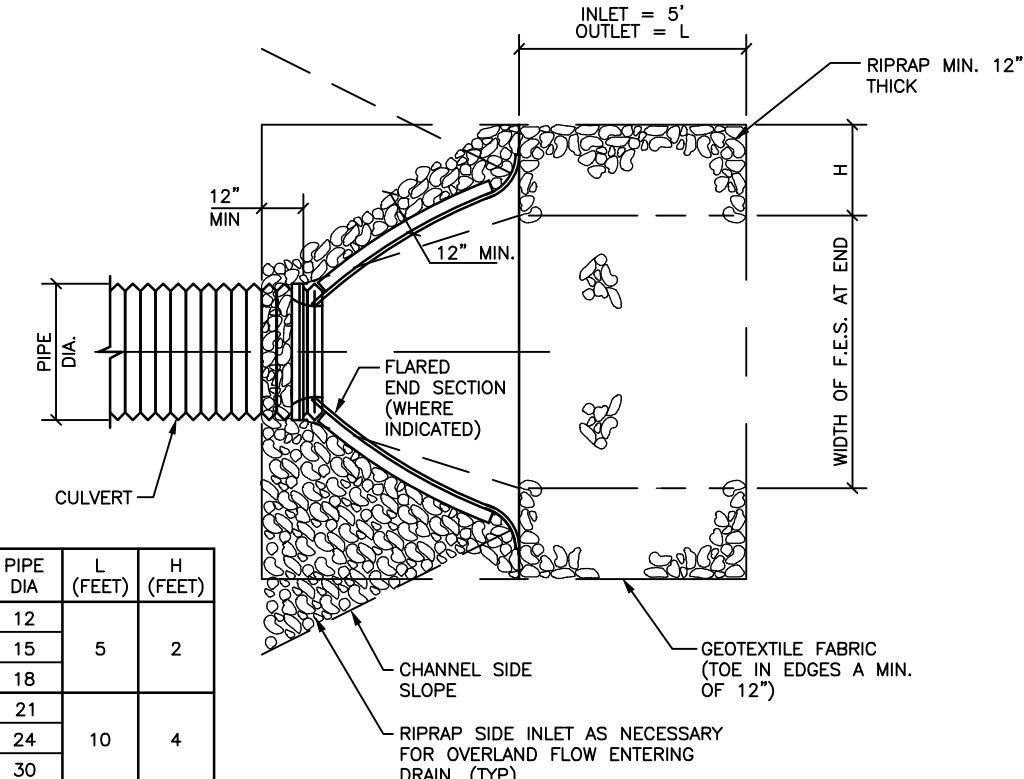 INLET = 5'
OUTLET = L
RIPRAP MIN. 12"
THICK
H
12"
MIN
12" MIN.
PIPE
DIA.
WIDTH OF F.E.S. AT END
FLARED
END SECTION
(WHERE
INDICATED)
CULVERT
PIPE
DIA
L
(FEET)
H
(FEET)
12
15
18
5
2
21
24
30
10
4
GEOTEXTILE FABRIC
(TOE IN EDGES A MIN.
OF 12")
CHANNEL SIDE
SLOPE
RIPRAP SIDE INLET AS NECESSARY
FOR OVERLAND FLOW ENTERING
DRAIN. (TYP)